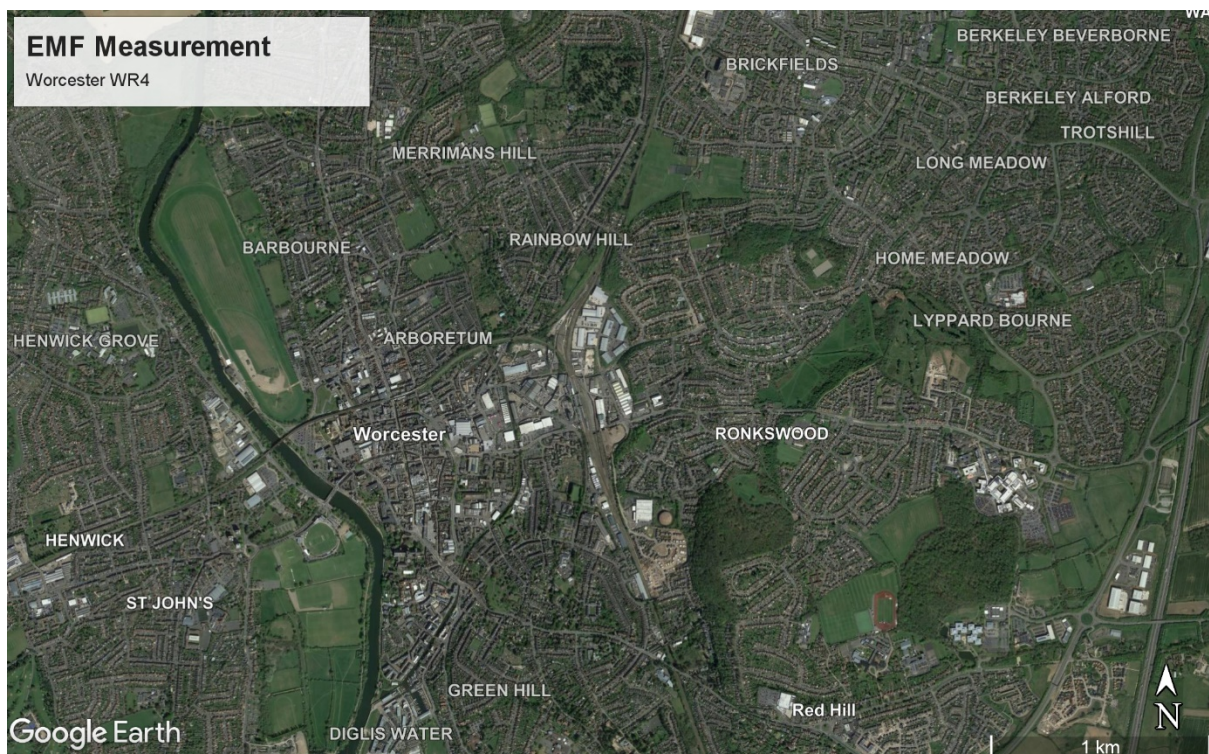 EMF Measurement
Worcester WR4
BERKELEY BEVERBORNE
BRICKFIELDS
BERKELEY ALFORD
TROTSHILL
MERRIMANS HILL
LONG MEADOW
BARBOURNE
RAINBOW HILL
HOME MEADOW
LYPPARD BOURNE
HENWICK GROVE
ARBORETUM
Worcester
RONKSWOOD
HENWICK
ST JOHN'S
GREEN HILL
Red Hill
N
Google Earth
DIGLIS WATER
1 km